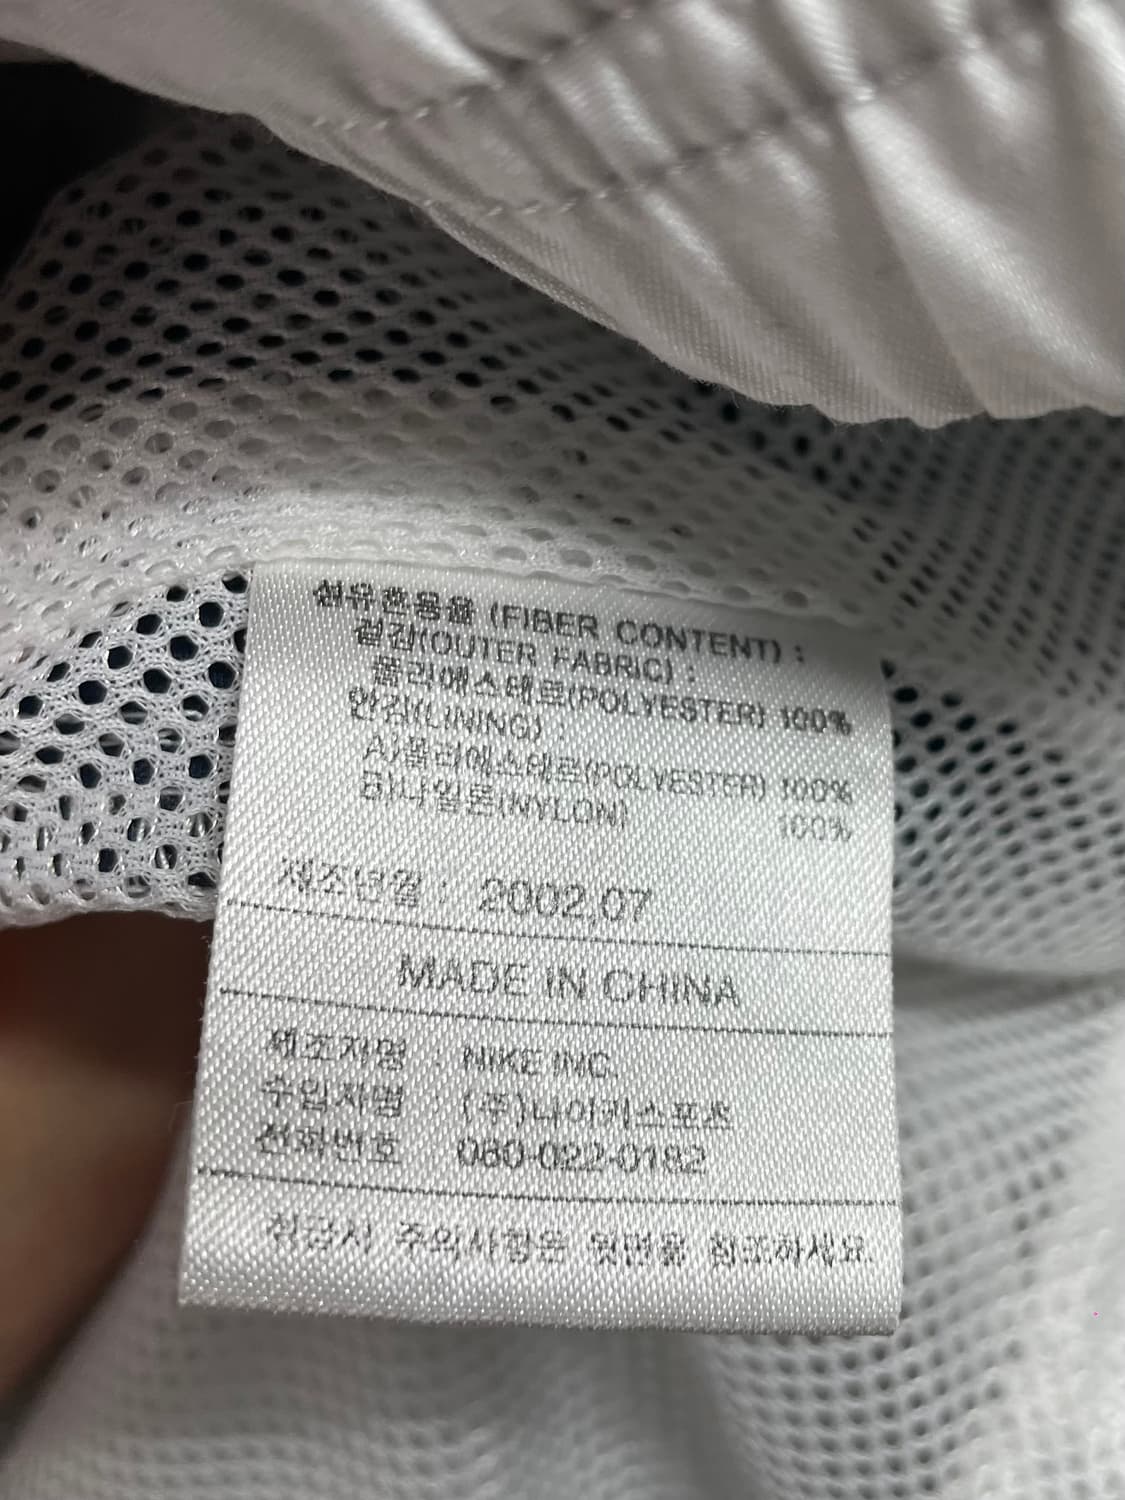 섬유혼용율 (FIBER CONTENT) :
겉감(OUTER FABRIC) :
폴리에스테르(POLYESTER) 100%
안감(LINING)
A)폴리에스테르(POLYESTER) 100%
B)나일론(NYLON) 100%
제조년월 : 2002.07
MADE IN CHINA
제조자명 : NIKE INC.
수입자명 : (주)나이키스포츠
전화번호 080-022-0182
취급시 주의사항은 뒷면을 참조하세요